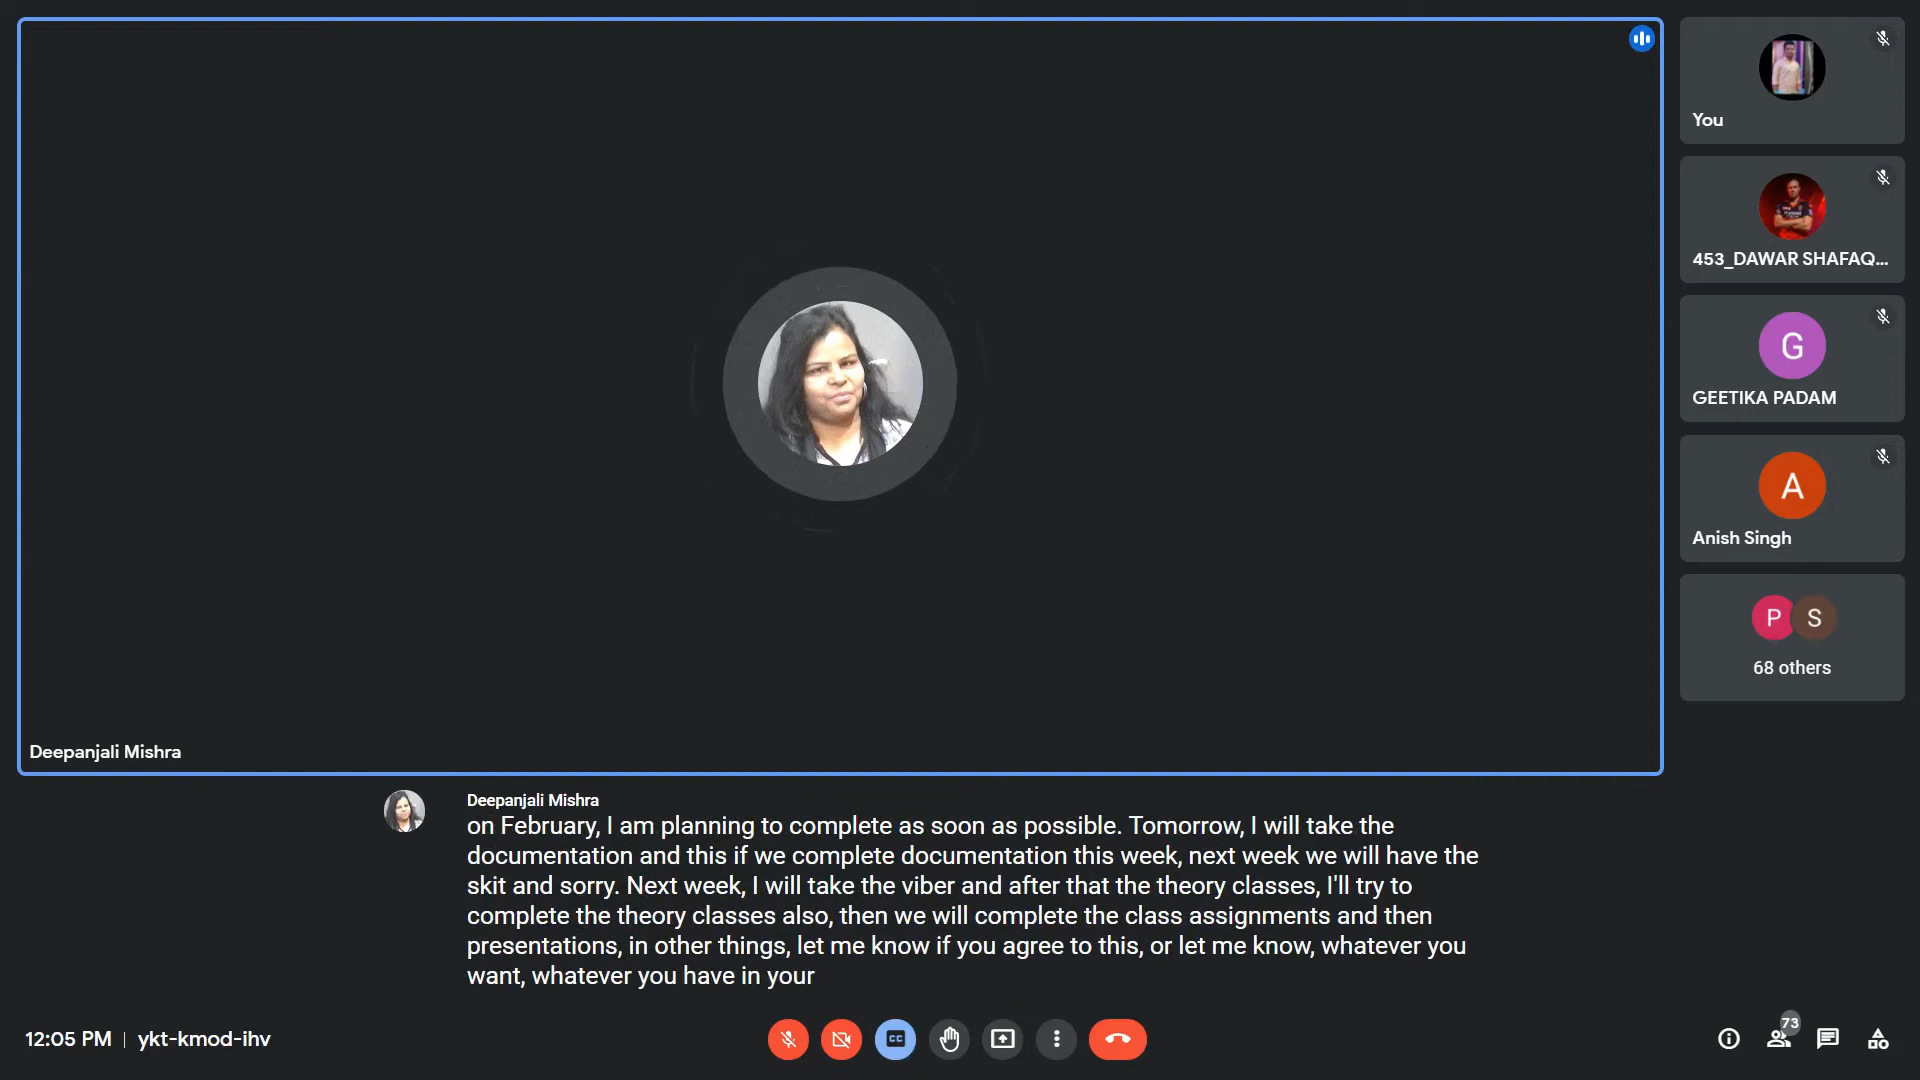 You
453_DAWAR SHAFAQ...
G
GEETIKA PADAM
A
Anish Singh
P S
68 others
Deepanjali Mishra
Deepanjali Mishra
on February, I am planning to complete as soon as possible. Tomorrow, I will take the
documentation and this if we complete documentation this week, next week we will have the
skit and sorry. Next week, I will take the viber and after that the theory classes, I'll try to
complete the theory classes also, then we will complete the class assignments and then
presentations, in other things, let me know if you agree to this, or let me know, whatever you
want, whatever you have in your
12:05 PM | ykt-kmod-ihv
CC
73